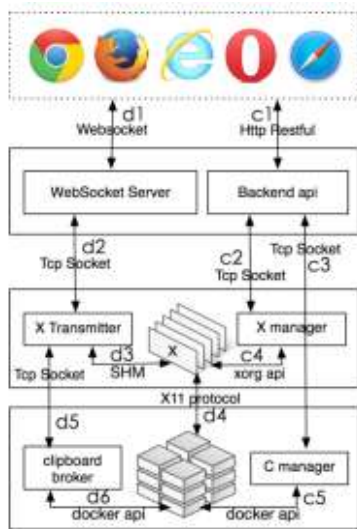 d1
c1
Websocket
Http Restful
WebSocket Server
Backend api
d2
c2
Tcp Socket
c3
Tcp Socket
Tcp Socket
X Transmitter
X
X manager
d3
c4
Tcp Socket
SHM
xorg api
X11 protocol
d4
d5
clipboard
broker
C manager
d6
c5
docker api
docker api